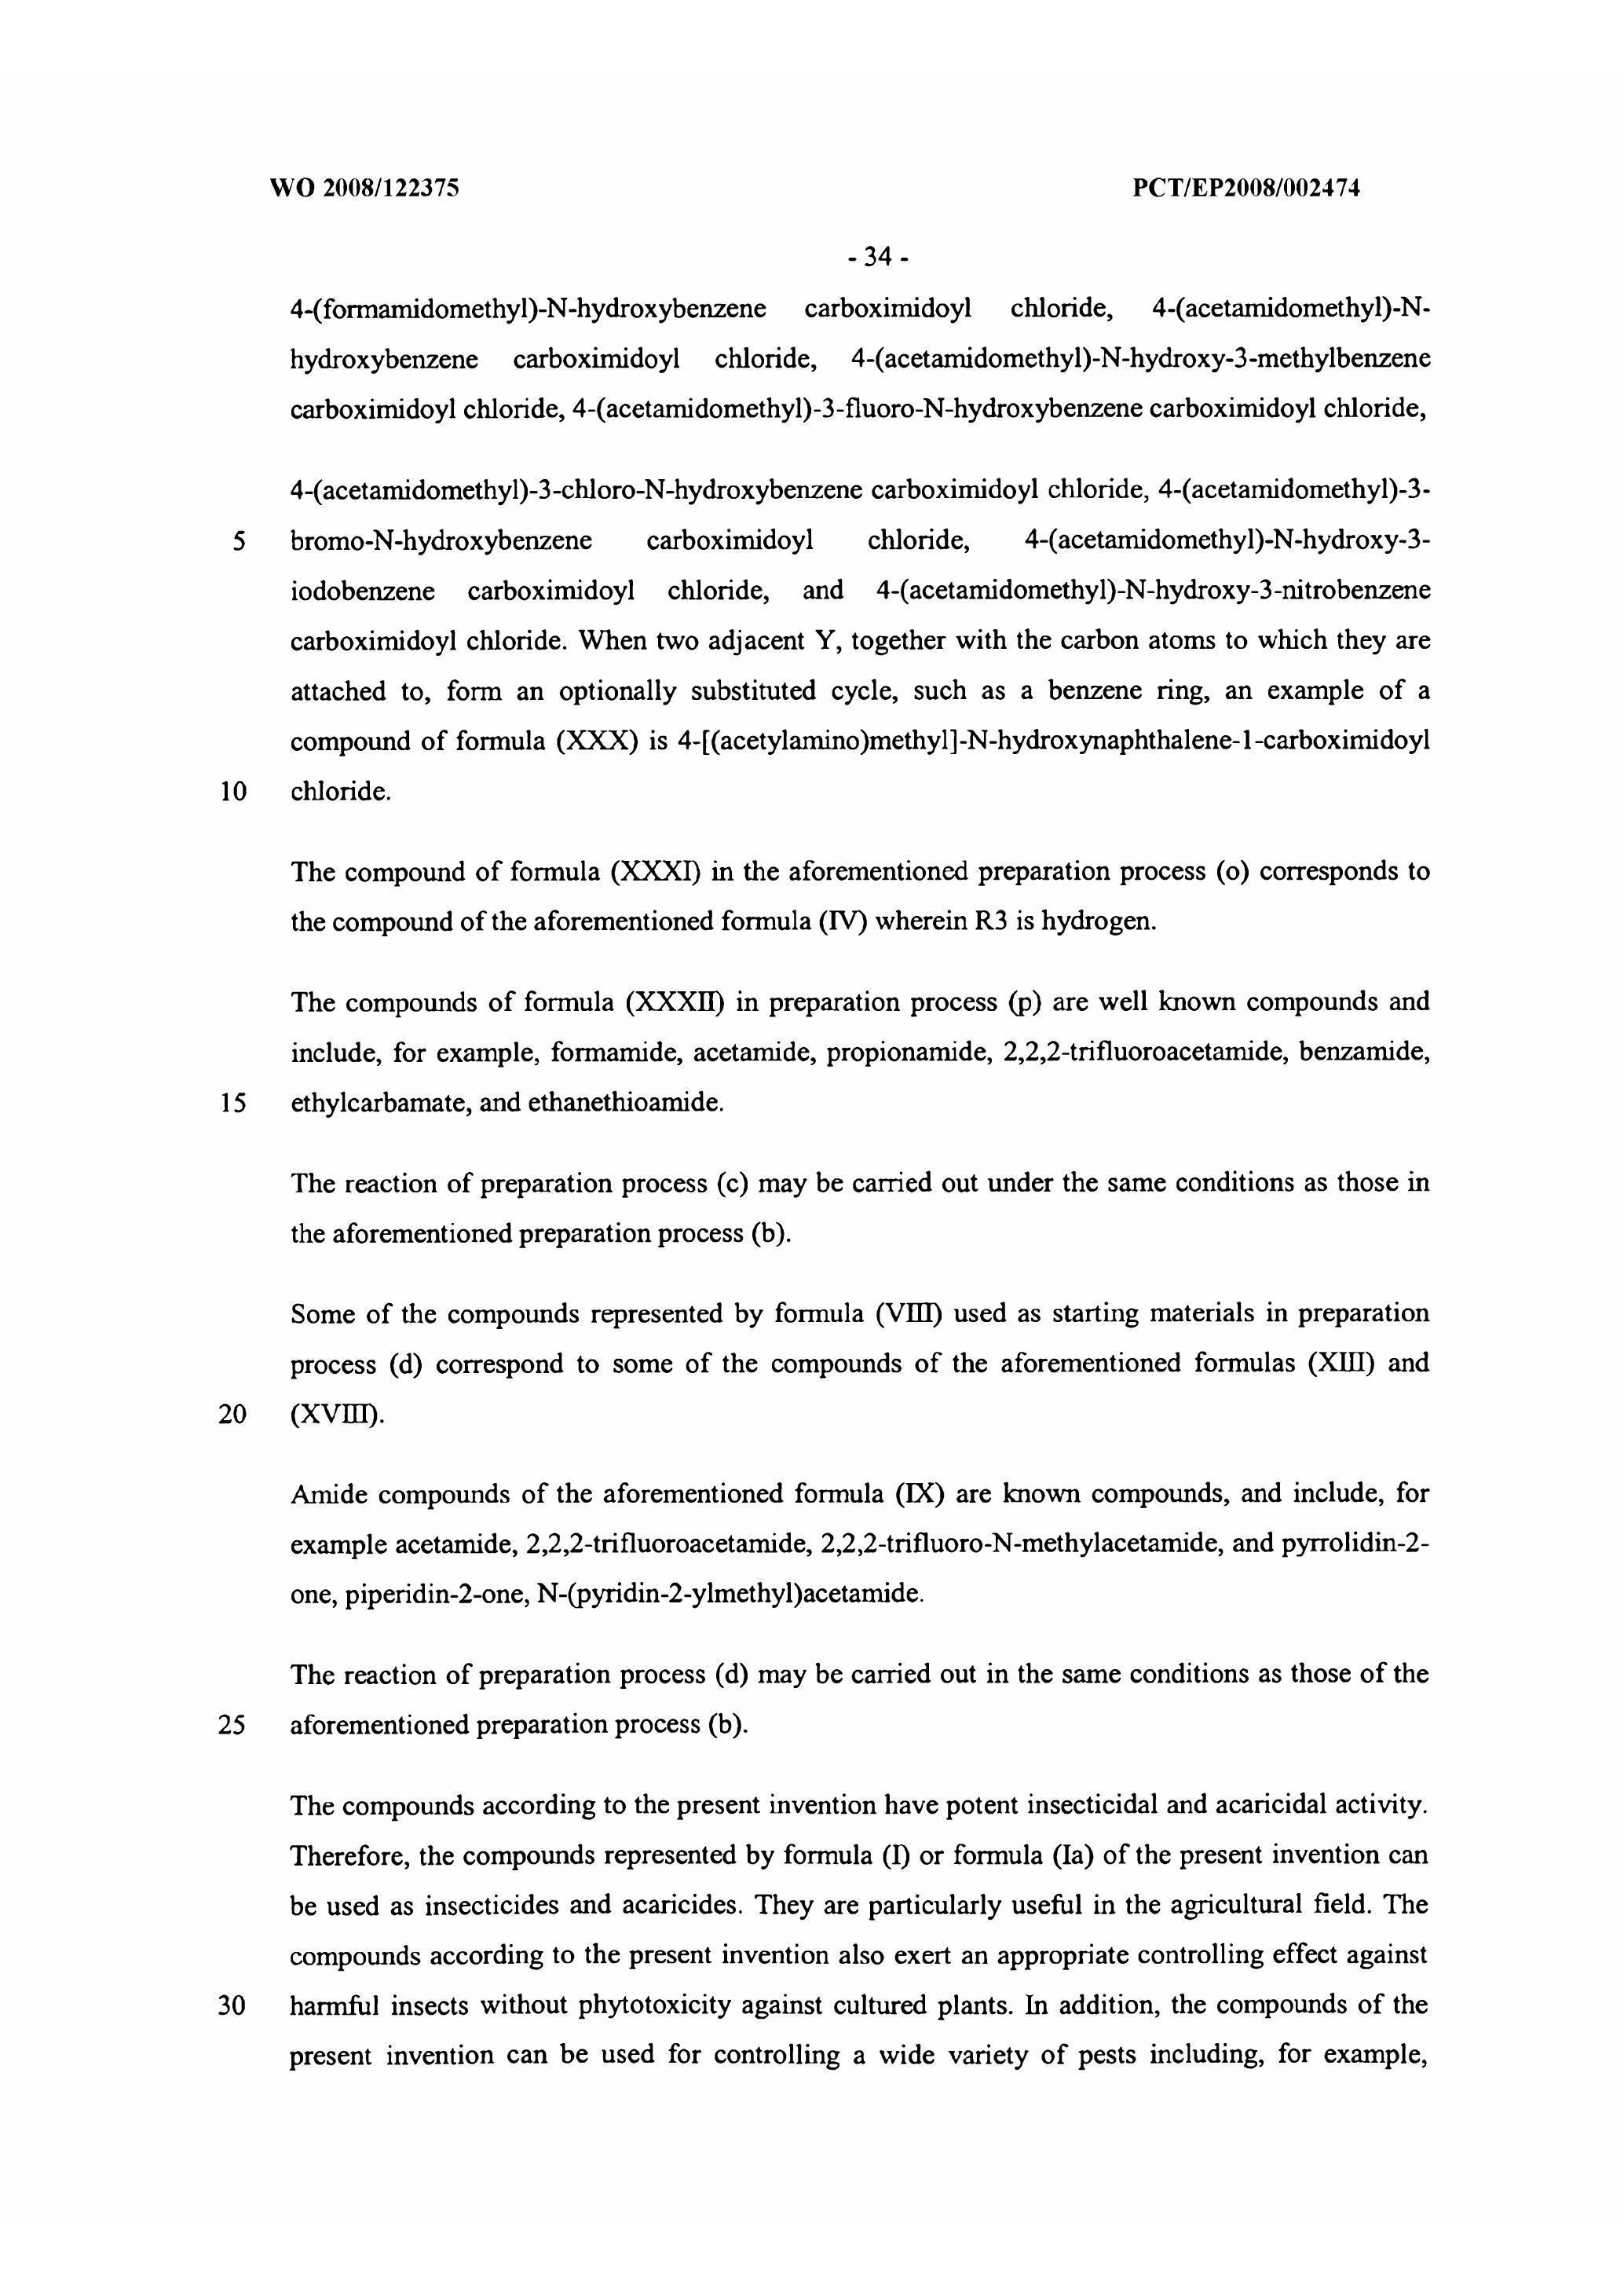 WO 2008/122375 PCT/EP2008/002474
- 34 -
4-(formamidomethyl)-N-hydroxybenzene carboximidoyl chloride, 4-(acetamidomethyl)-N-
hydroxybenzene carboximidoyl chloride, 4-(acetamidomethyl)-N-hydroxy-3-methylbenzene
carboximidoyl chloride, 4-(acetamidomethyl)-3-fluoro-N-hydroxybenzene carboximidoyl chloride,
4-(acetamidomethyl)-3-chloro-N-hydroxybenzene carboximidoyl chloride, 4-(acetamidomethyl)-3-
5 bromo-N-hydroxybenzene carboximidoyl chloride, 4-(acetamidomethyl)-N-hydroxy-3-
iodobenzene carboximidoyl chloride, and 4-(acetamidomethyl)-N-hydroxy-3-nitrobenzene
carboximidoyl chloride. When two adjacent Y, together with the carbon atoms to which they are
attached to, form an optionally substituted cycle, such as a benzene ring, an example of a
compound of formula (XXX) is 4-[(acetylamino)methyl]-N-hydroxynaphthalene-1-carboximidoyl
10 chloride.
The compound of formula (XXXI) in the aforementioned preparation process (o) corresponds to
the compound of the aforementioned formula (IV) wherein R3 is hydrogen.
The compounds of formula (XXXII) in preparation process (p) are well known compounds and
include, for example, formamide, acetamide, propionamide, 2,2,2-trifluoroacetamide, benzamide,
15 ethylcarbamate, and ethanethioamide.
The reaction of preparation process (c) may be carried out under the same conditions as those in
the aforementioned preparation process (b).
Some of the compounds represented by formula (VIII) used as starting materials in preparation
process (d) correspond to some of the compounds of the aforementioned formulas (XIII) and
20 (XVIII).
Amide compounds of the aforementioned formula (IX) are known compounds, and include, for
example acetamide, 2,2,2-trifluoroacetamide, 2,2,2-trifluoro-N-methylacetamide, and pyrrolidin-2-
one, piperidin-2-one, N-(pyridin-2-ylmethyl)acetamide.
The reaction of preparation process (d) may be carried out in the same conditions as those of the
25 aforementioned preparation process (b).
The compounds according to the present invention have potent insecticidal and acaricidal activity.
Therefore, the compounds represented by formula (I) or formula (Ia) of the present invention can
be used as insecticides and acaricides. They are particularly useful in the agricultural field. The
compounds according to the present invention also exert an appropriate controlling effect against
30 harmful insects without phytotoxicity against cultured plants. In addition, the compounds of the
present invention can be used for controlling a wide variety of pests including, for example,